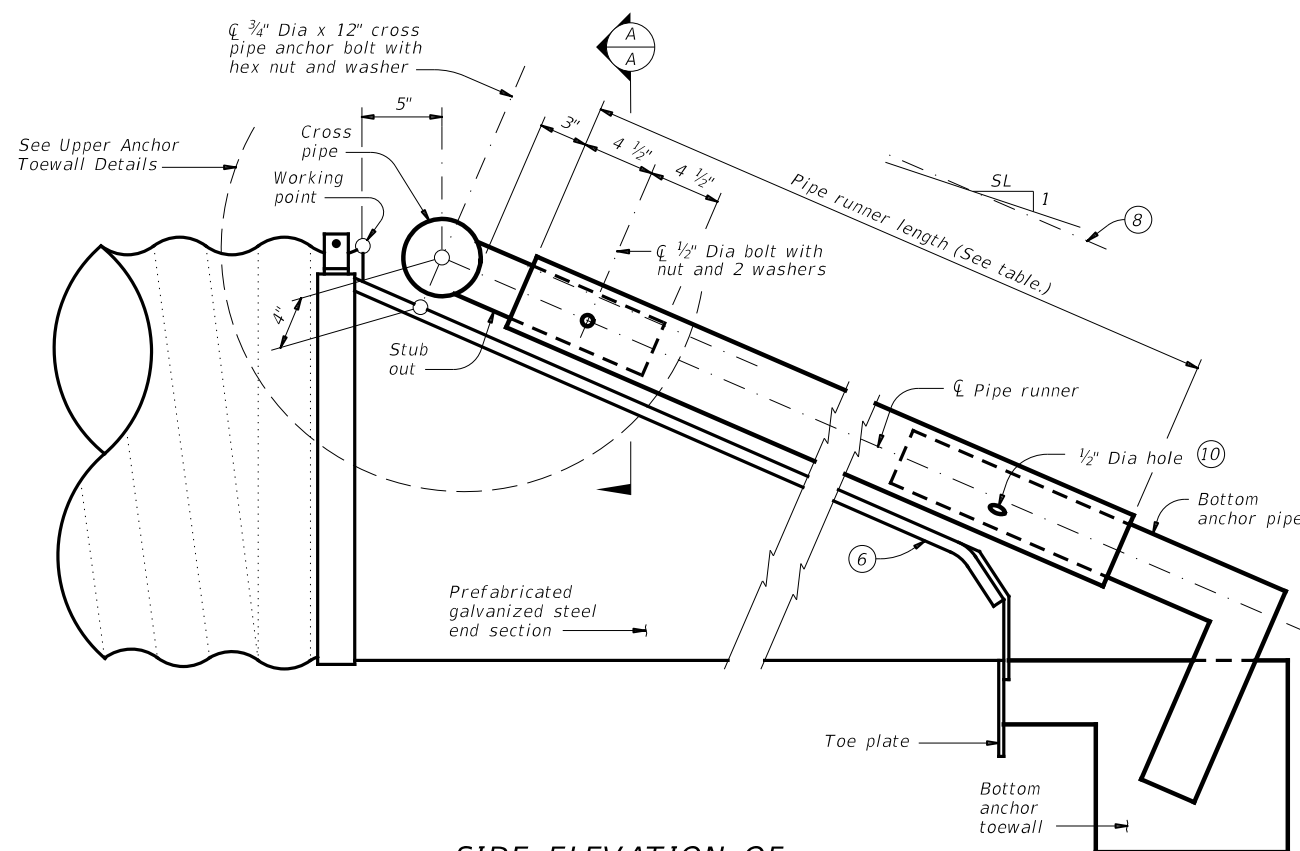 ℄ ¾" Dia x 12" cross
pipe anchor bolt with
hex nut and washer
A
A
5"
3"
4 ½"
4 ½"
See Upper Anchor
Toewall Details
Cross
pipe
Working
point
Pipe runner length (See table.)
SL
1
8
℄ ½" Dia bolt with
nut and 2 washers
4"
Stub
out
℄ Pipe runner
½" Dia hole 10
Bottom
anchor pipe
6
Prefabricated
galvanized steel
end section
Toe plate
Bottom
anchor
toewall
SIDE ELEVATION OF